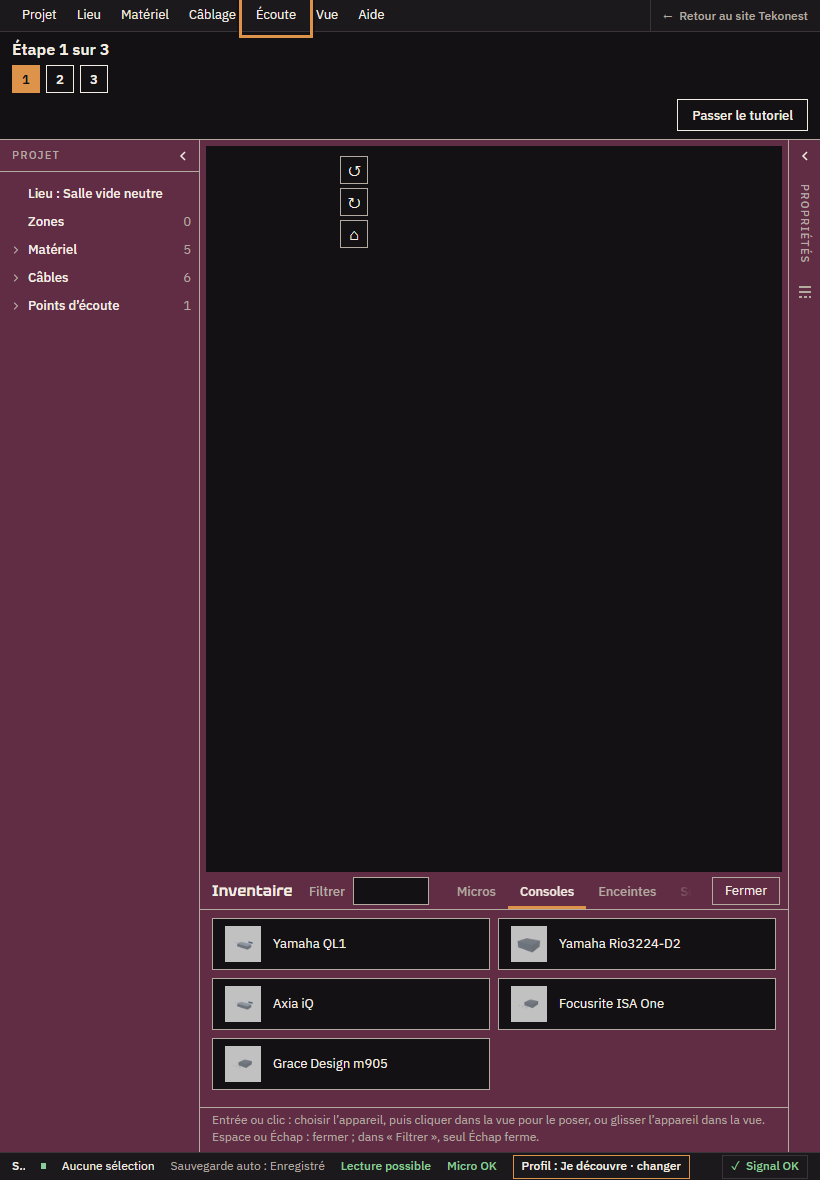 Projet Lieu Matériel Câblage Écoute Vue Aide ← Retour au site Tekonest
Étape 1 sur 3
1 2 3
Passer le tutoriel
PROJET
Lieu : Salle vide neutre
Zones 0
Matériel 5
Câbles 6
Points d’écoute 1
PROPRIÉTÉS
Inventaire Filtrer Micros Consoles Enceintes Fermer
Yamaha QL1
Yamaha Rio3224-D2
Axia iQ
Focusrite ISA One
Grace Design m905
Entrée ou clic : choisir l’appareil, puis cliquer dans la vue pour le poser, ou glisser l’appareil dans la vue.
Espace ou Échap : fermer ; dans « Filtrer », seul Échap ferme.
S.. Aucune sélection Sauvegarde auto : Enregistré Lecture possible Micro OK Profil : Je découvre · changer ✓ Signal OK